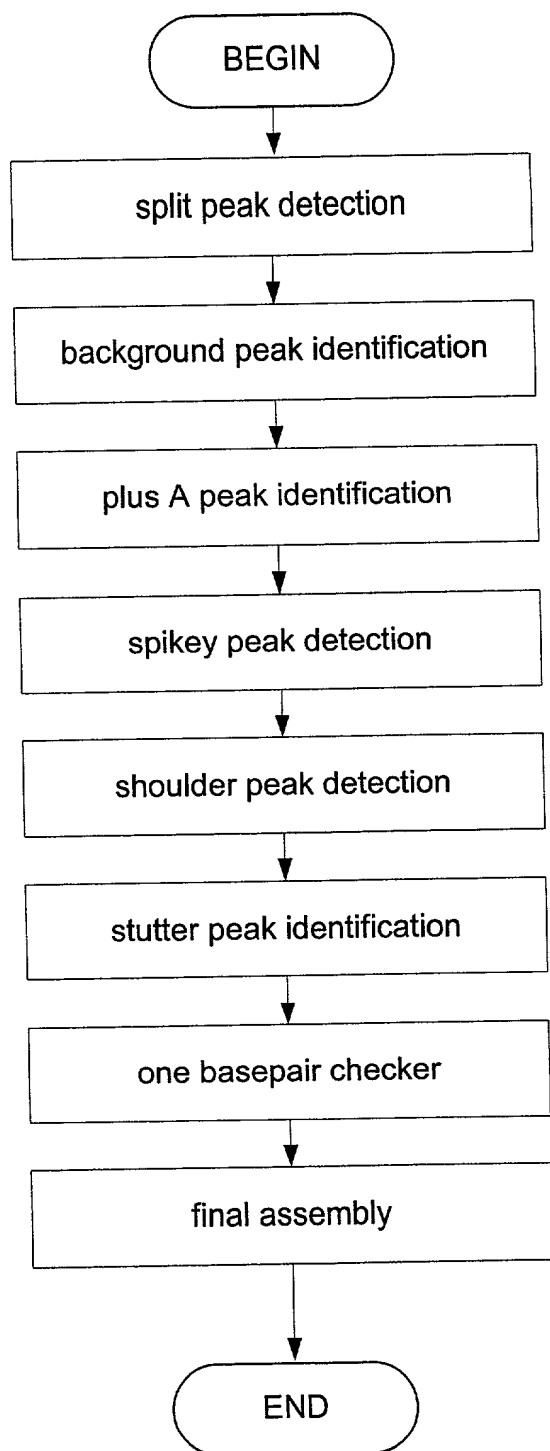 BEGIN
split peak detection
background peak identification
plus A peak identification
spikey peak detection
shoulder peak detection
stutter peak identification
one basepair checker
final assembly
END